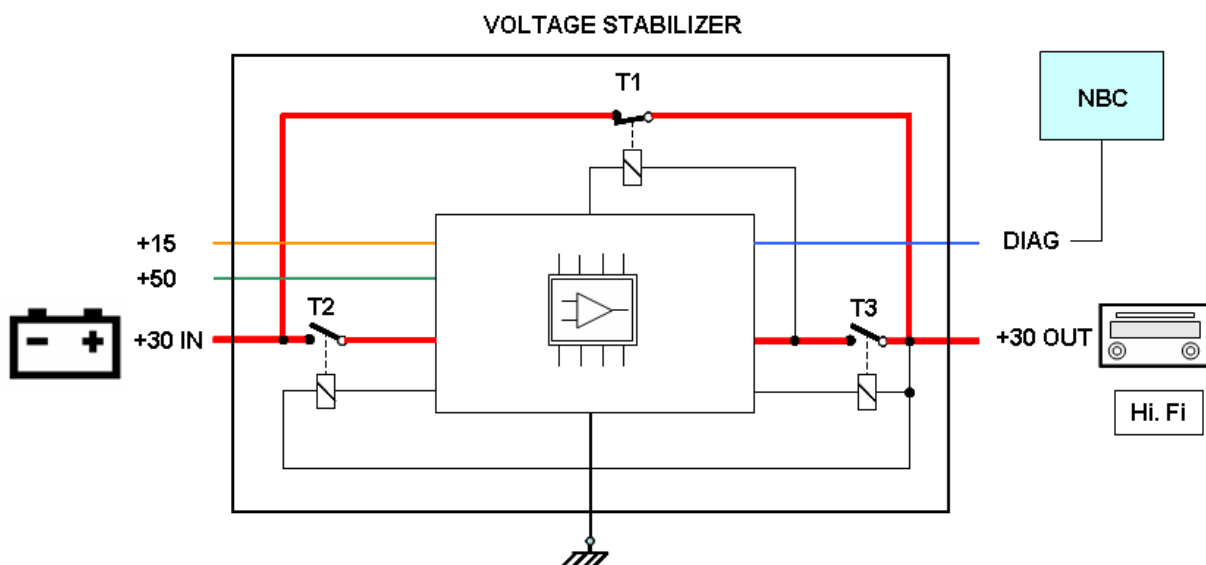 VOLTAGE STABILIZER
T1
NBC
+15
DIAG
+50
T2
T3
+30 IN
+30 OUT
Hi. Fi